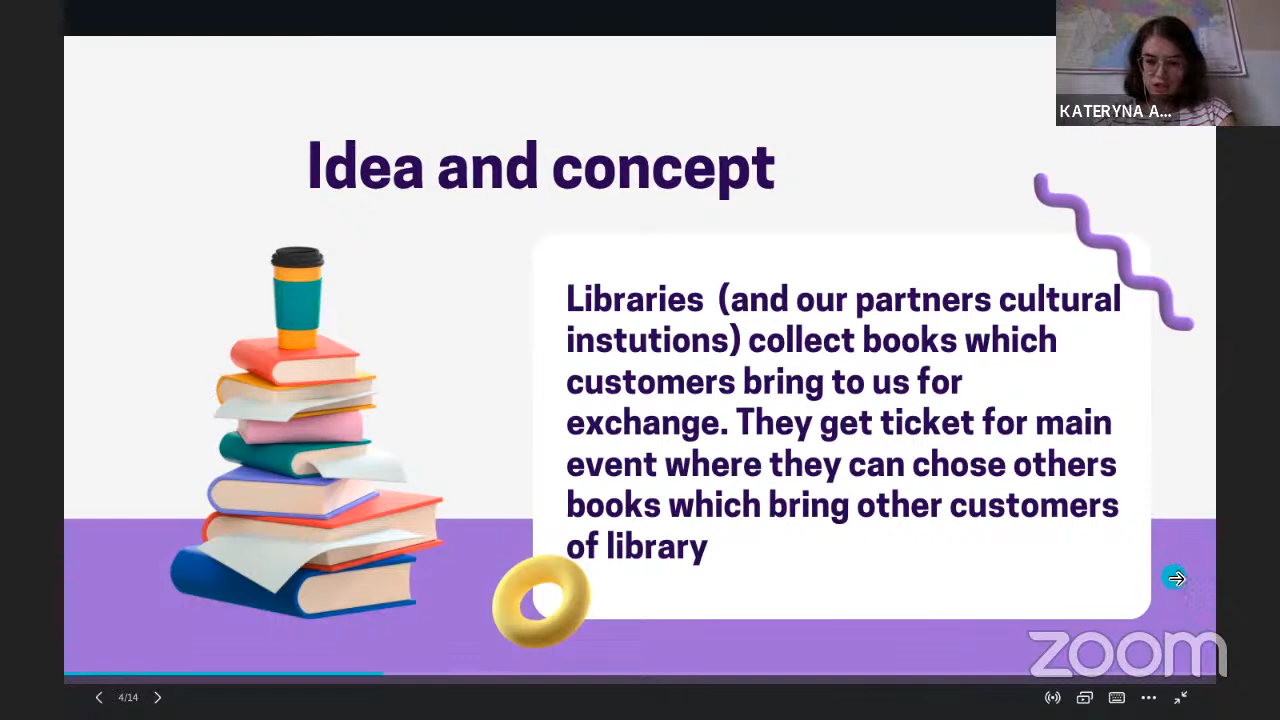 KATERYNA A...
Idea and concept
Libraries (and our partners cultural
instutions) collect books which
customers bring to us for
exchange. They get ticket for main
event where they can chose others
books which bring other customers
of library
zoom
4/14